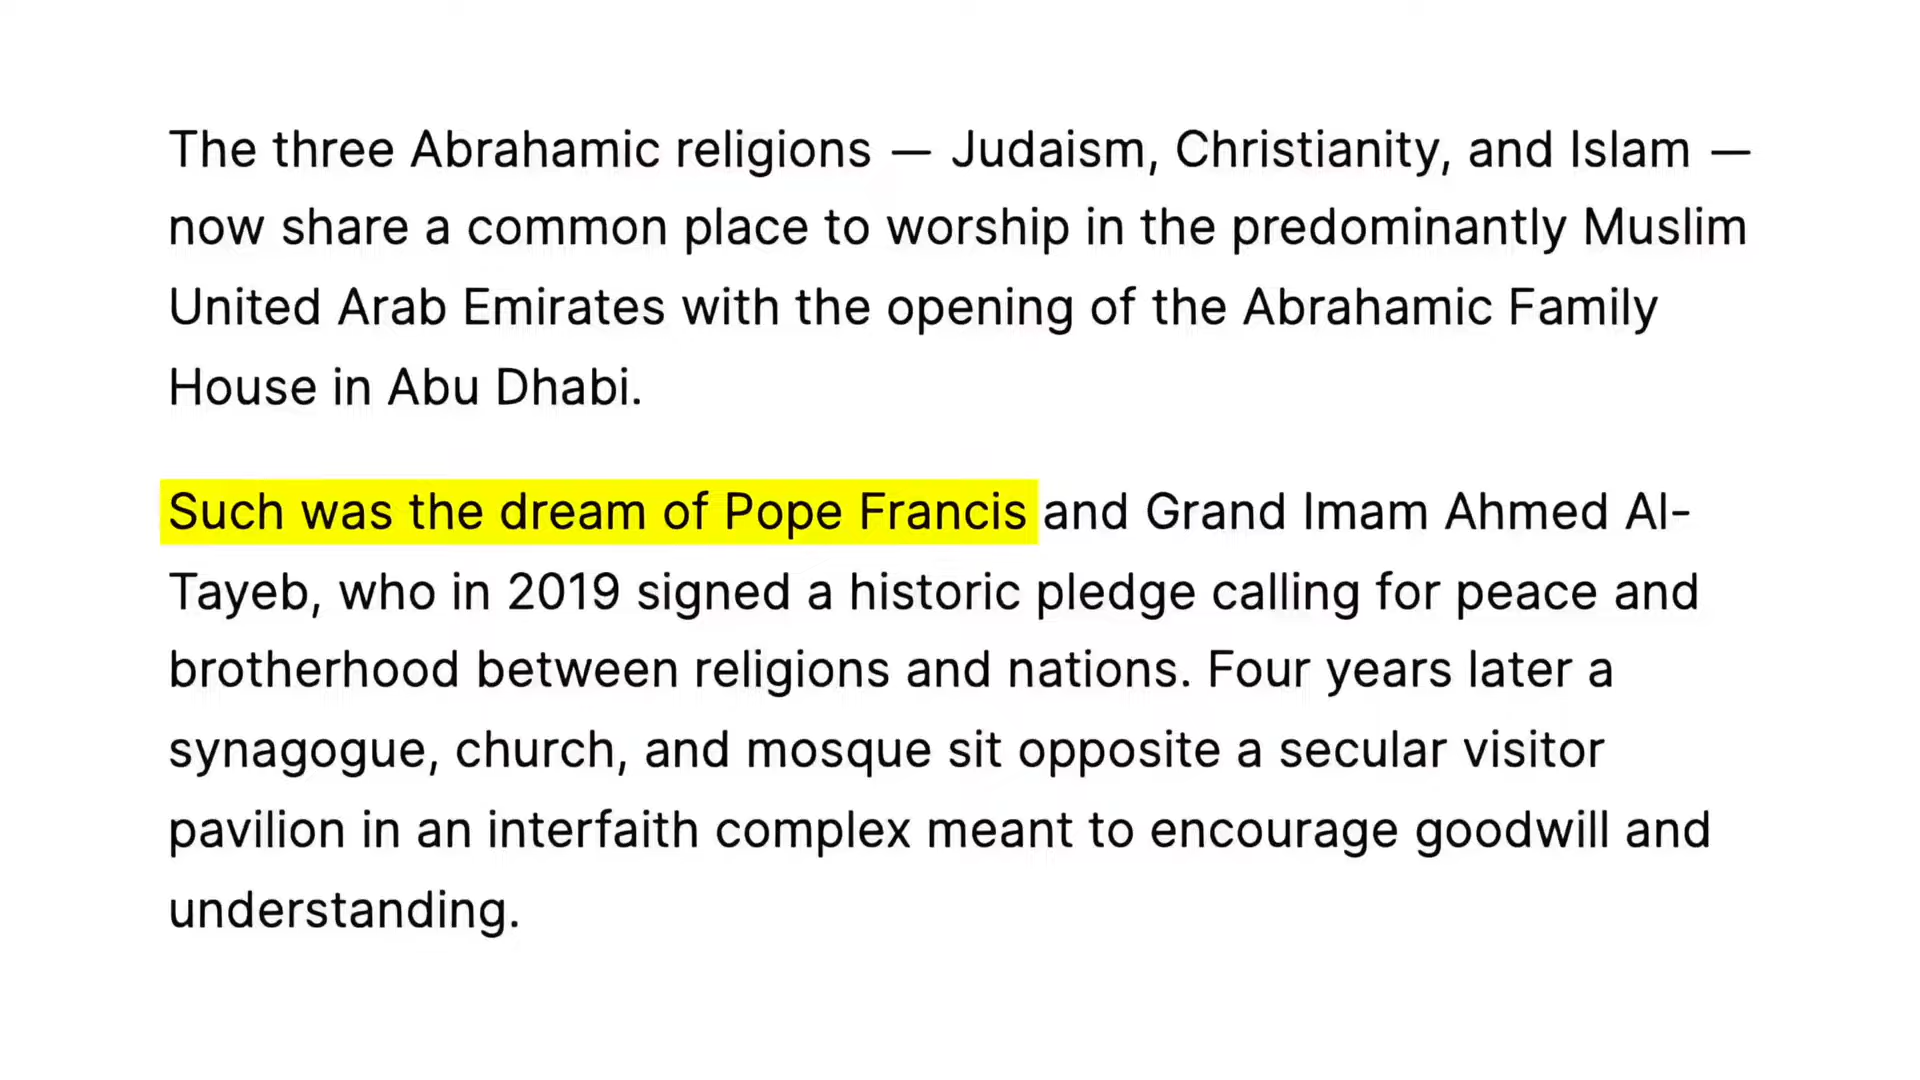 The three Abrahamic religions — Judaism, Christianity, and Islam —
now share a common place to worship in the predominantly Muslim
United Arab Emirates with the opening of the Abrahamic Family
House in Abu Dhabi.
Such was the dream of Pope Francis and Grand Imam Ahmed Al-
Tayeb, who in 2019 signed a historic pledge calling for peace and
brotherhood between religions and nations. Four years later a
synagogue, church, and mosque sit opposite a secular visitor
pavilion in an interfaith complex meant to encourage goodwill and
understanding.